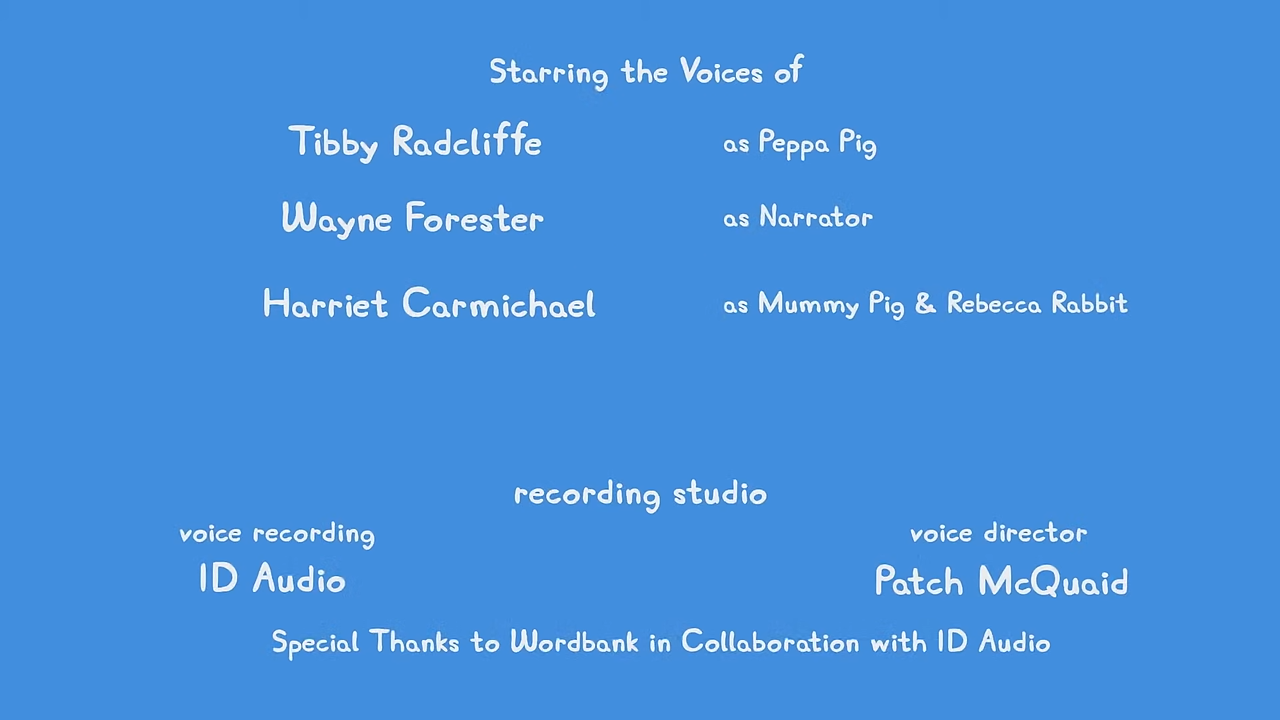 Starring the Voices of
Tibby Radcliffe as Peppa Pig
Wayne Forester as Narrator
Harriet Carmichael as Mummy Pig & Rebecca Rabbit
recording studio
voice recording voice director
ID Audio Patch McQuaid
Special Thanks to Wordbank in Collaboration with ID Audio